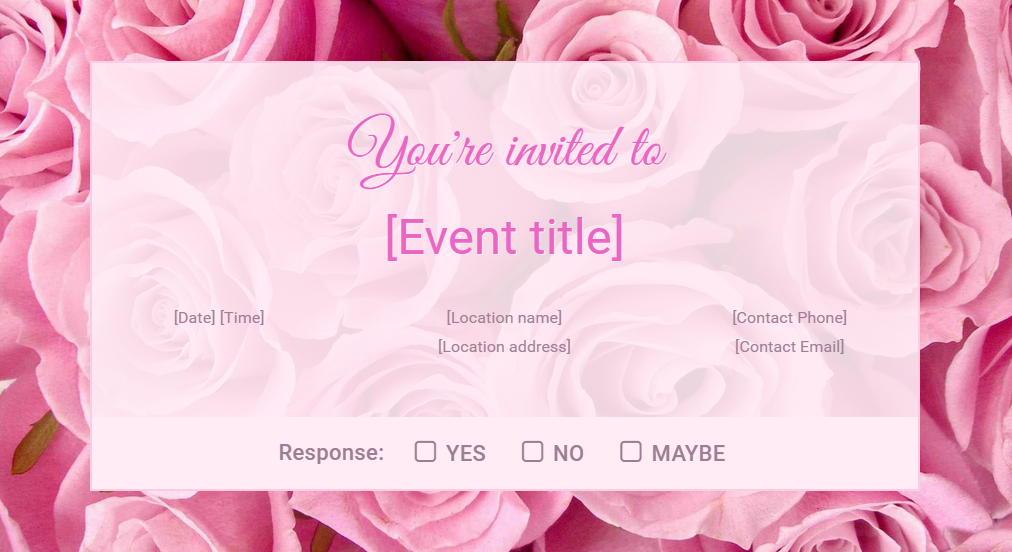 You're invited to
[Event title]
[Date] [Time]
[Location name]
[Location address]
[Contact Phone]
[Contact Email]
Response: YES NO MAYBE